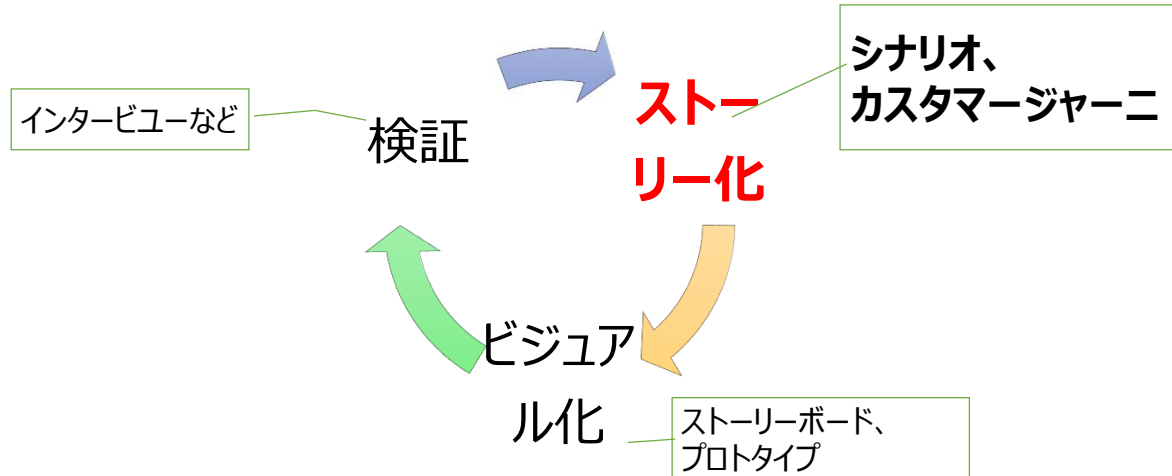 シナリオ、
カスタマージャーニ
ストー
リー化
インタービユーなど
検証
ビジュア
ル化
ストーリーボード、
プロトタイプ